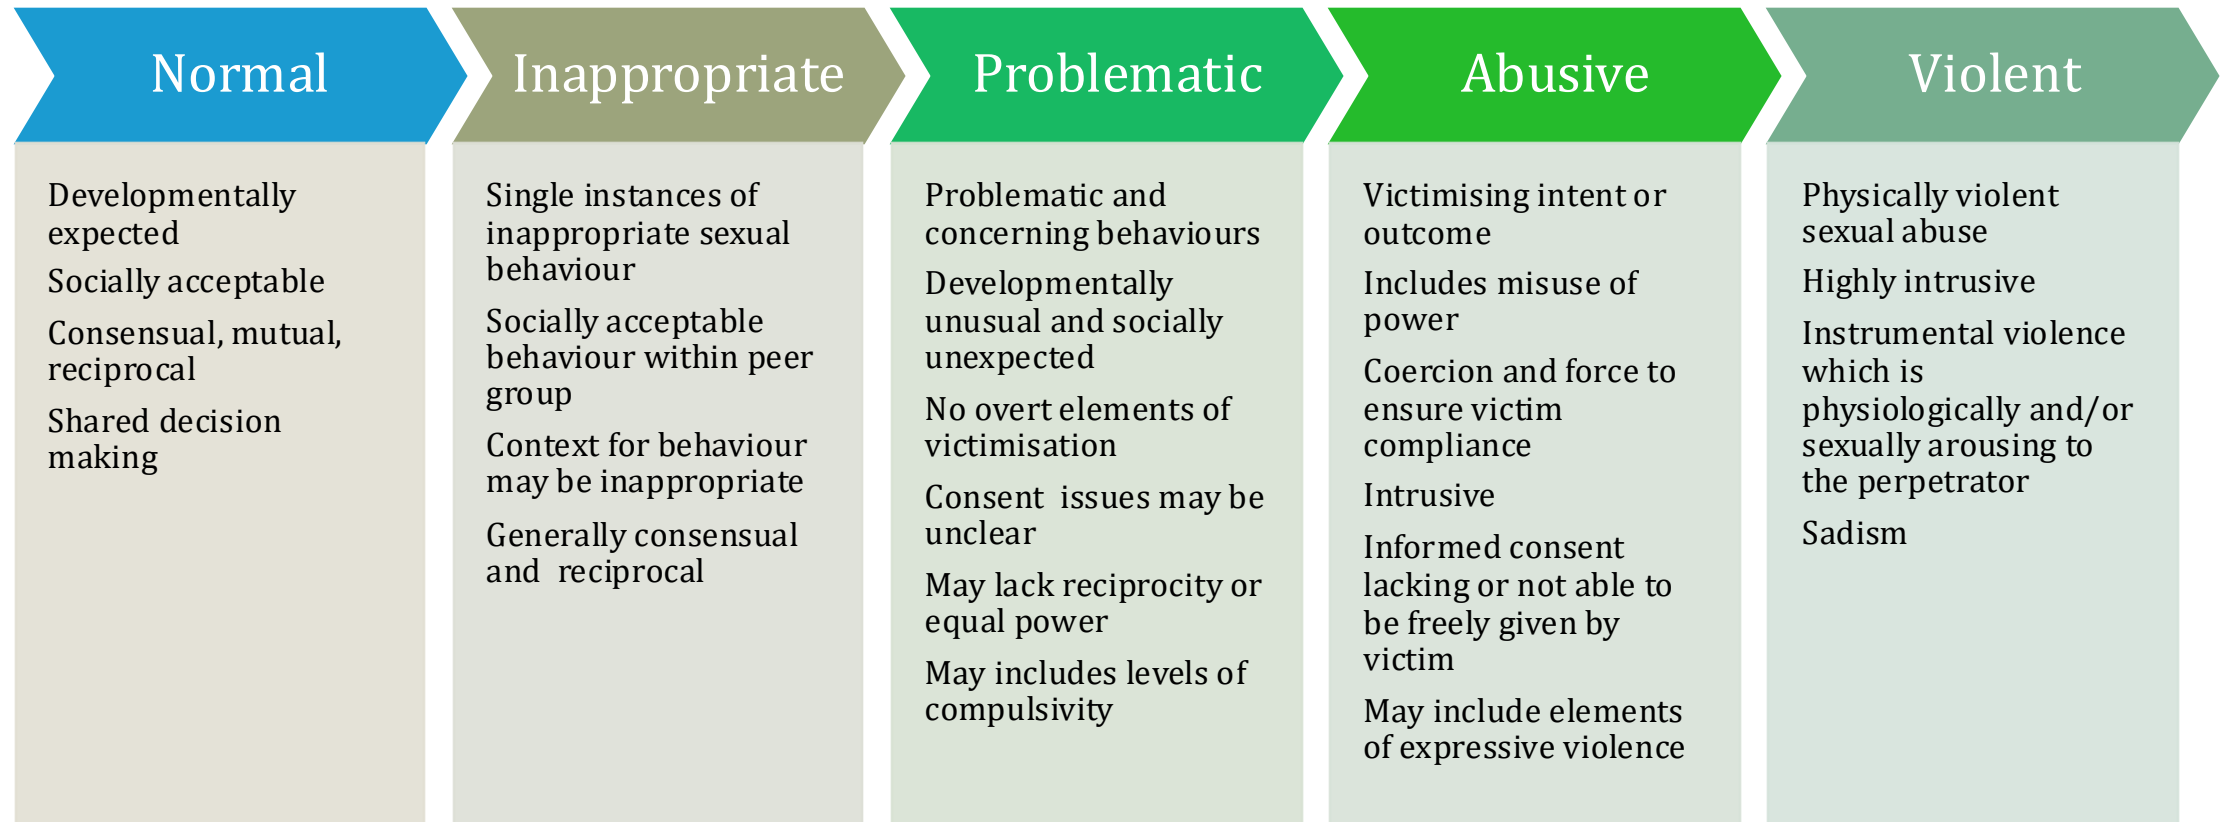 Normal
Developmentally
expected
Socially acceptable
Consensual, mutual,
reciprocal
Shared decision
making
Inappropriate
Single instances of
inappropriate sexual
behaviour
Socially acceptable
behaviour within peer
group
Context for behaviour
may be inappropriate
Generally consensual
and  reciprocal
Problematic
Problematic and
concerning behaviours
Developmentally
unusual and socially
unexpected
No overt elements of
victimisation
Consent  issues may be
unclear
May lack reciprocity or
equal power
May includes levels of
compulsivity
Abusive
Victimising intent or
outcome
Includes misuse of
power
Coercion and force to
ensure victim
compliance
Intrusive
Informed consent
lacking or not able to
be freely given by
victim
May include elements
of expressive violence
Violent
Physically violent
sexual abuse
Highly intrusive
Instrumental violence
which is
physiologically and/or
sexually arousing to
the perpetrator
Sadism